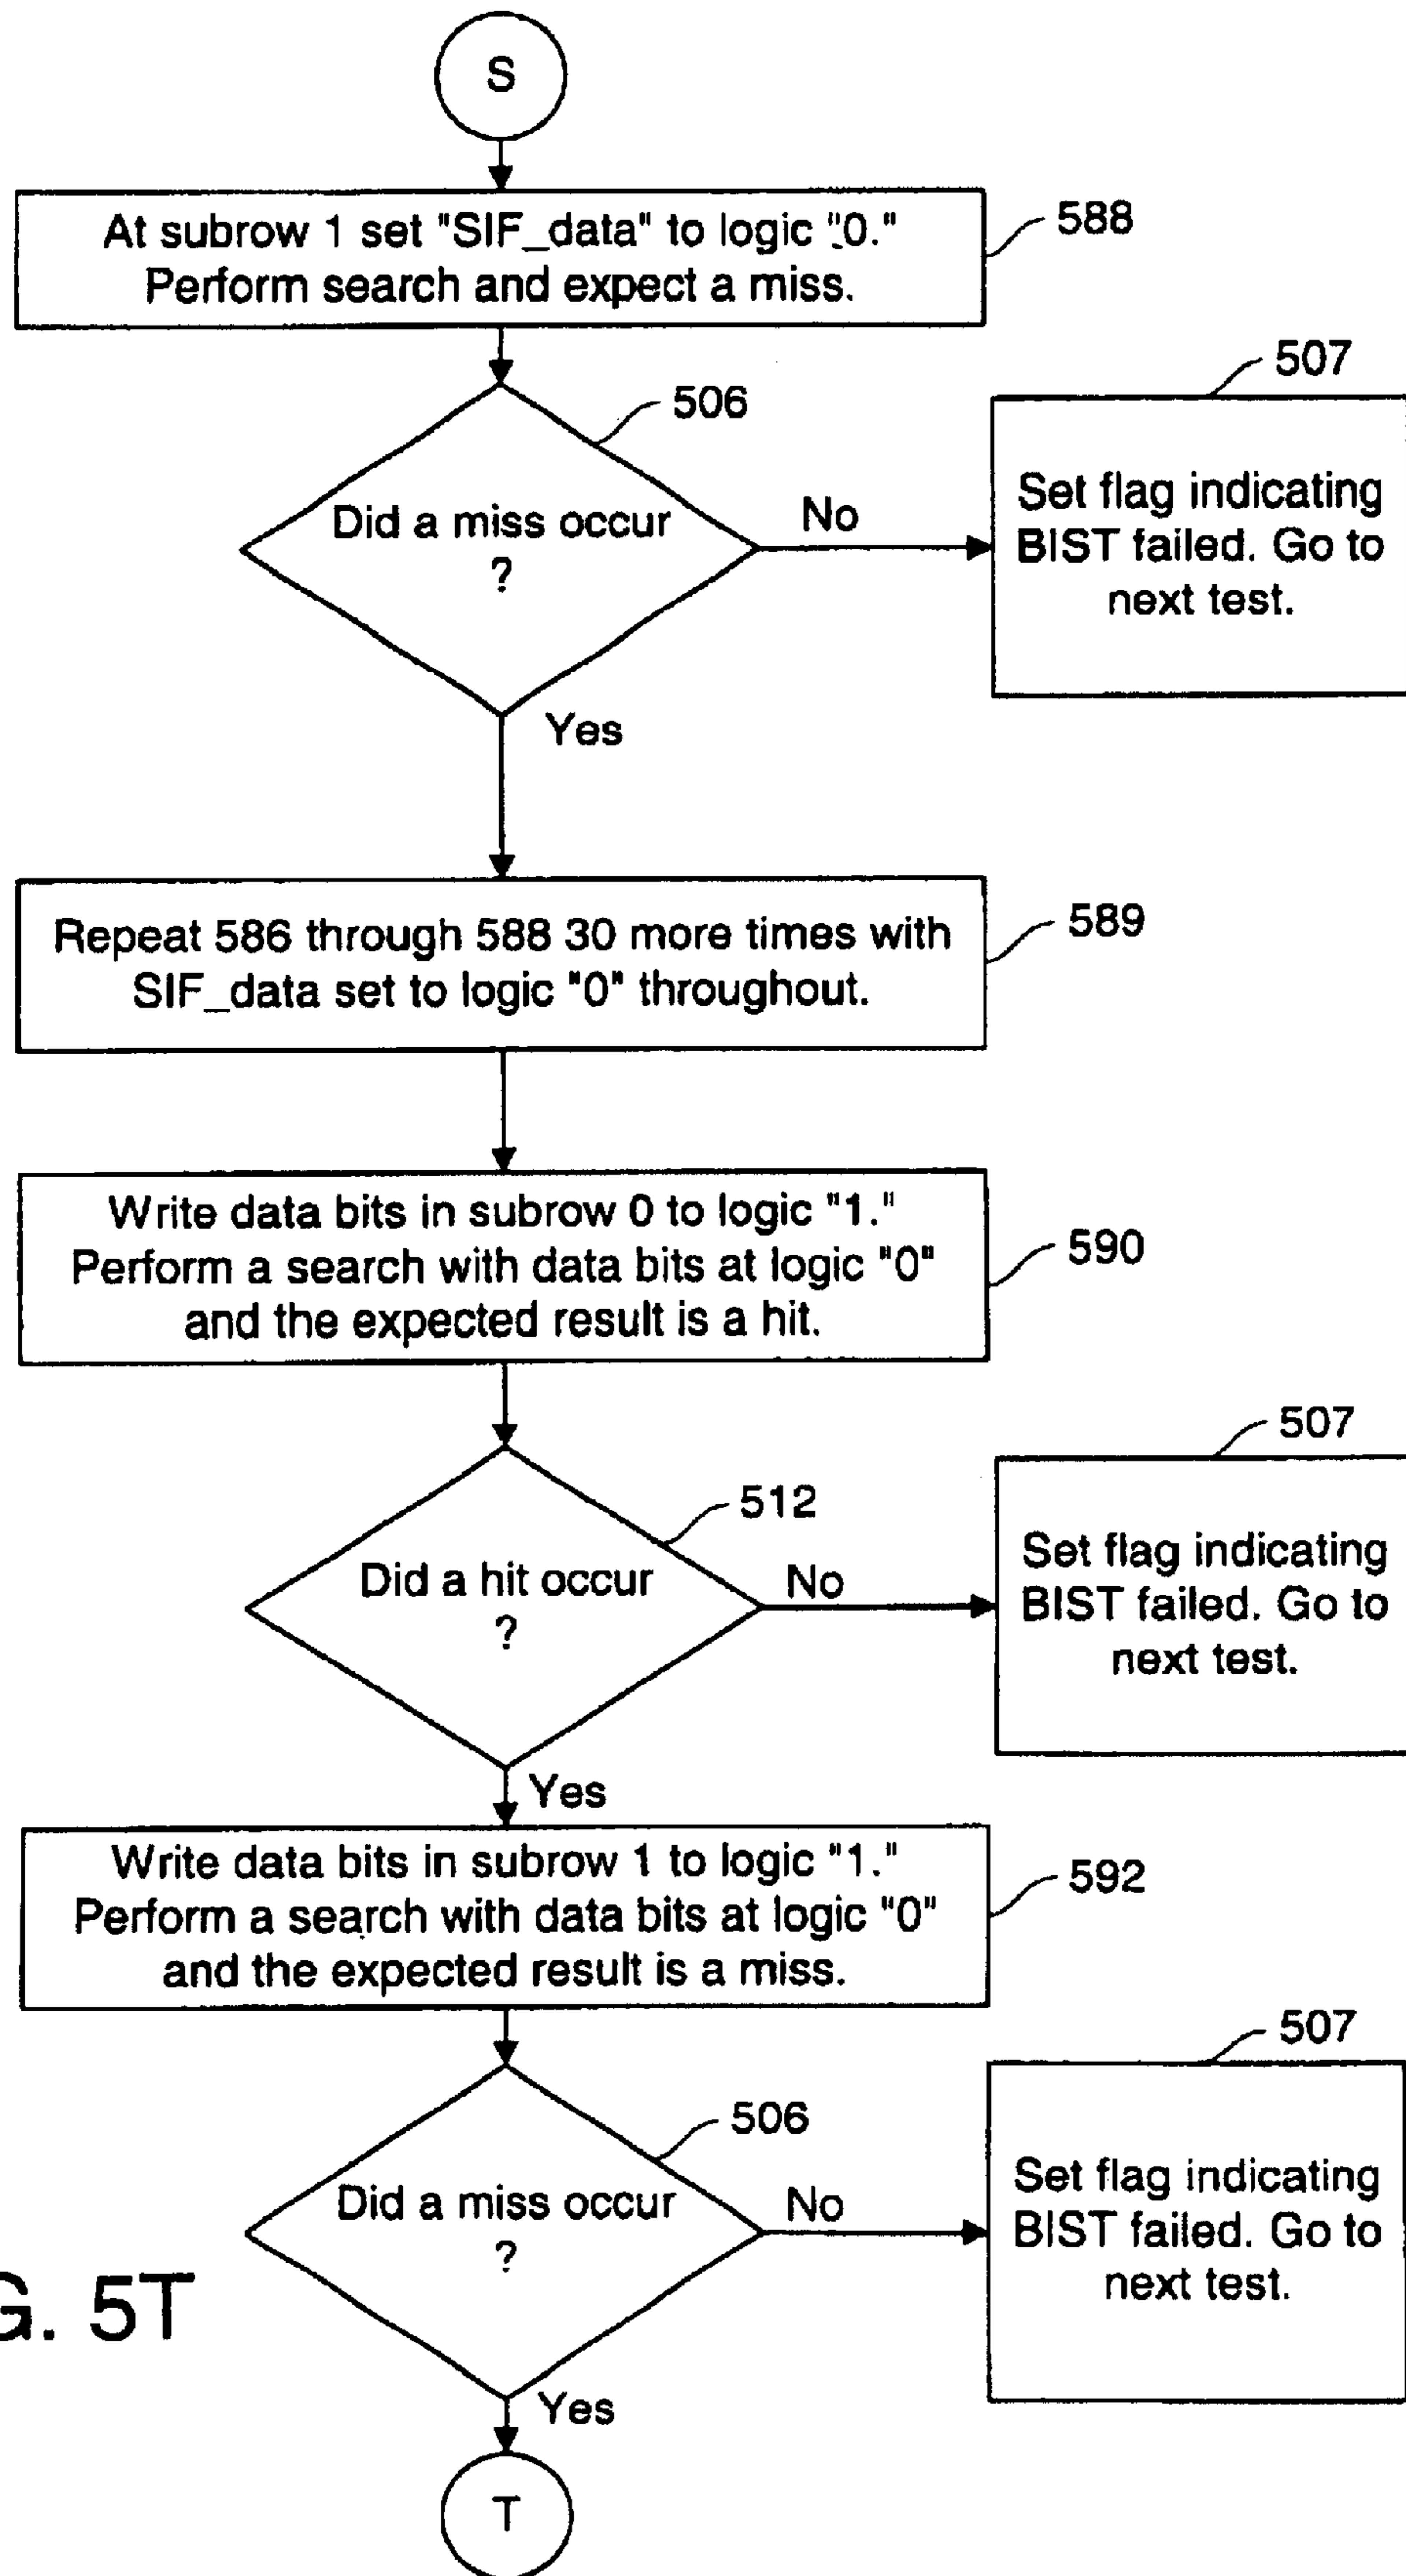 S
At subrow 1 set "SIF_data" to logic "0."
Perform search and expect a miss.
588
506
Did a miss occur
?
No
507
Set flag indicating
BIST failed. Go to
next test.
Yes
Repeat 586 through 588 30 more times with
SIF_data set to logic "0" throughout.
589
Write data bits in subrow 0 to logic "1."
Perform a search with data bits at logic "0"
and the expected result is a hit.
590
512
Did a hit occur
?
No
507
Set flag indicating
BIST failed. Go to
next test.
Yes
Write data bits in subrow 1 to logic "1."
Perform a search with data bits at logic "0"
and the expected result is a miss.
592
506
Did a miss occur
?
No
507
Set flag indicating
BIST failed. Go to
next test.
G. 5T
Yes
T